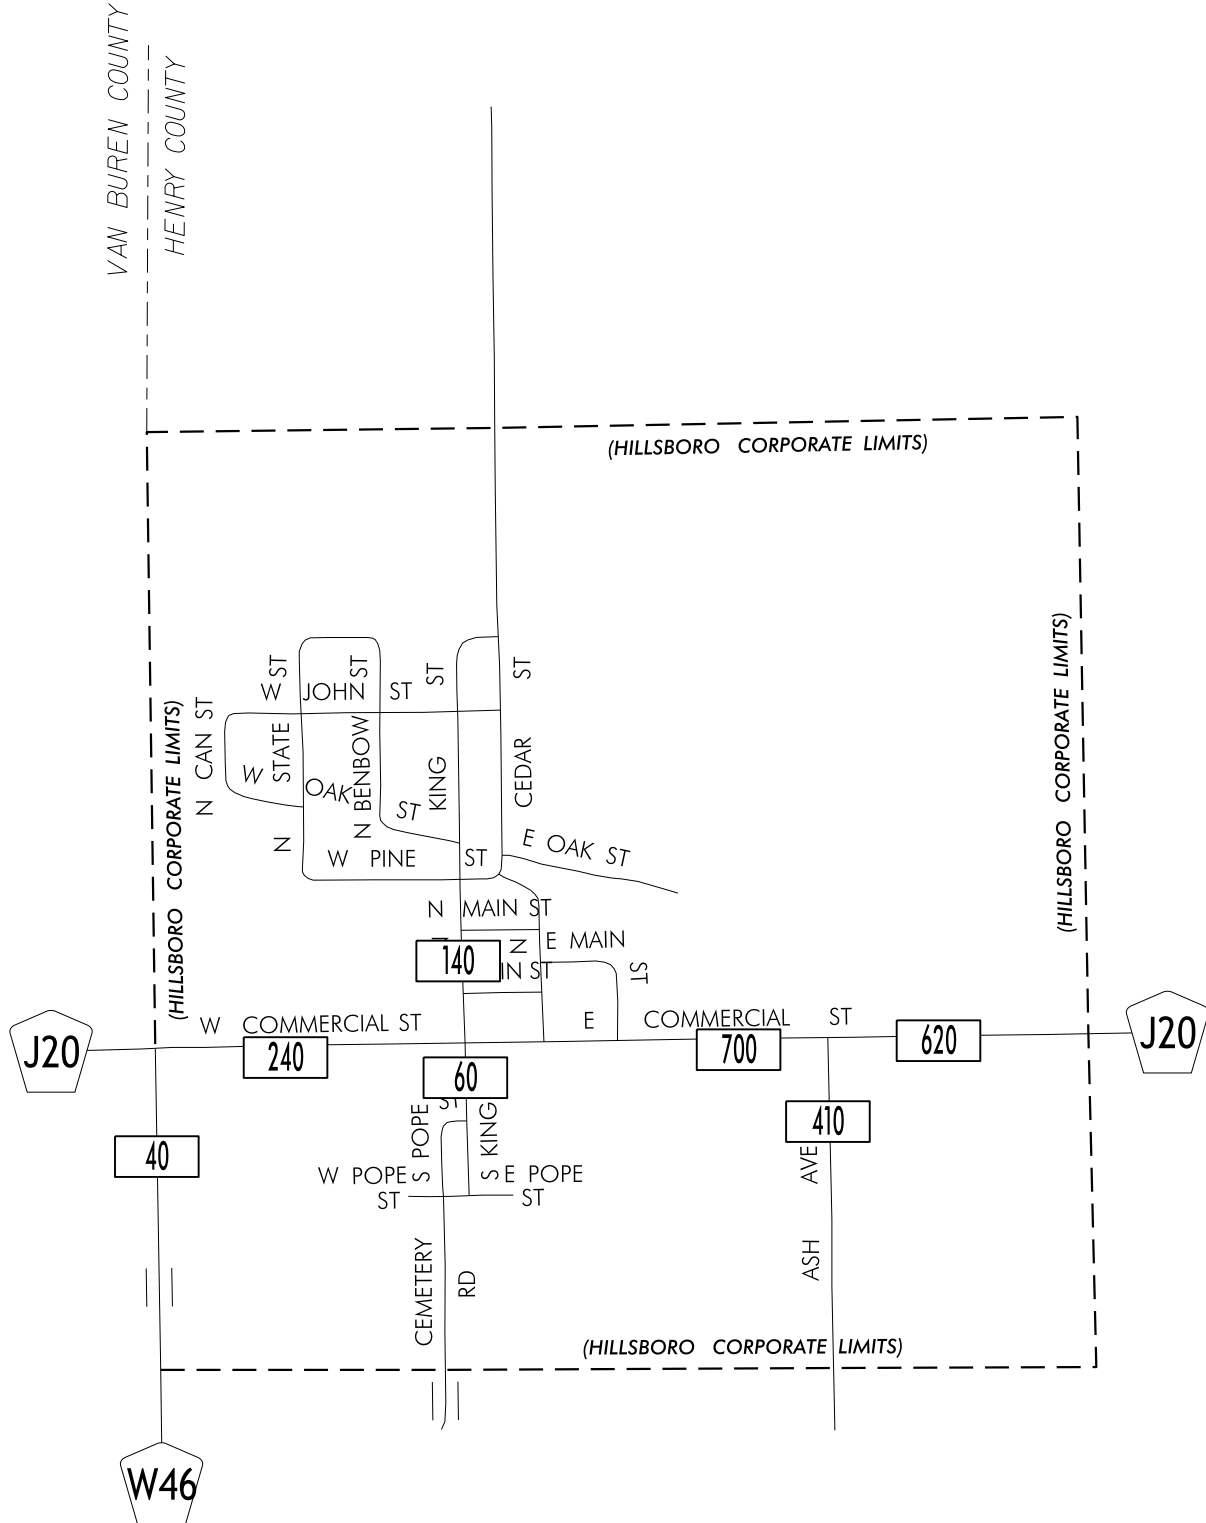 VAN BUREN COUNTY
HENRY COUNTY
(HILLSBORO CORPORATE LIMITS)
(HILLSBORO CORPORATE LIMITS)
(HILLSBORO CORPORATE LIMITS)
N CAN ST
N STATE ST
W JOHN ST
N BENBOW ST
KING ST
CEDAR ST
W OAK ST
E OAK ST
W PINE ST
N MAIN ST
E MAIN ST
N
IN ST
140
W COMMERCIAL ST
E COMMERCIAL ST
J20
240
700
620
J20
60
410
40
S POPE ST
S KING
W POPE ST
E POPE ST
ASH AVE
CEMETERY RD
(HILLSBORO CORPORATE LIMITS)
W46